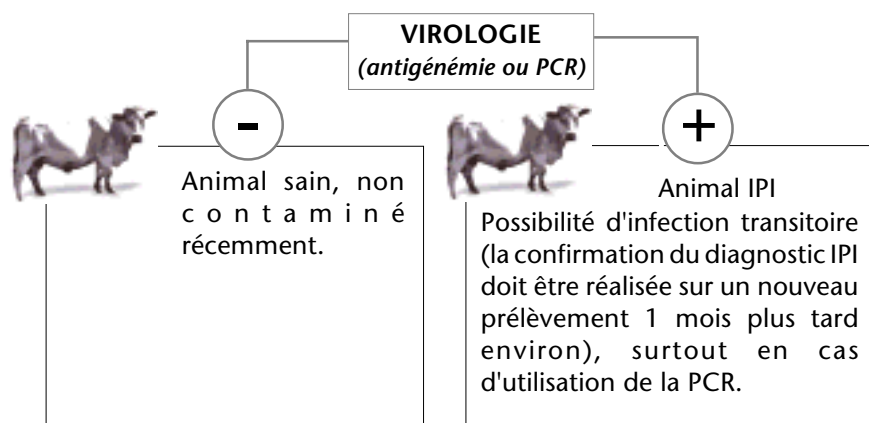 VIROLOGIE
(antigénémie ou PCR)
-
+
Animal sain, non
contaminé
récemment.
Animal IPI
Possibilité d'infection transitoire
(la confirmation du diagnostic IPI
doit être réalisée sur un nouveau
prélèvement 1 mois plus tard
environ), surtout en cas
d'utilisation de la PCR.